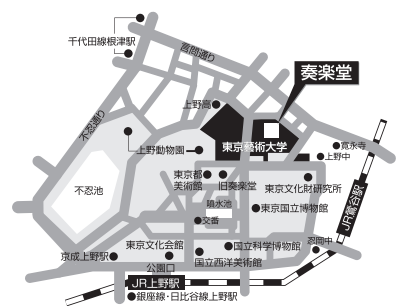 千代田線根津駅
言問通り
奏楽堂
不忍通り
上野高
東京藝術大学
寛永寺
上野中
上野動物園
東京都
美術館
旧奏楽堂
東京文化財研究所
不忍池
噴水池
東京国立博物館
JR鶯谷駅
交番
忍岡中
東京文化会館
国立科学博物館
京成上野駅
公園口
国立西洋美術館
JR上野駅
銀座線・日比谷線上野駅